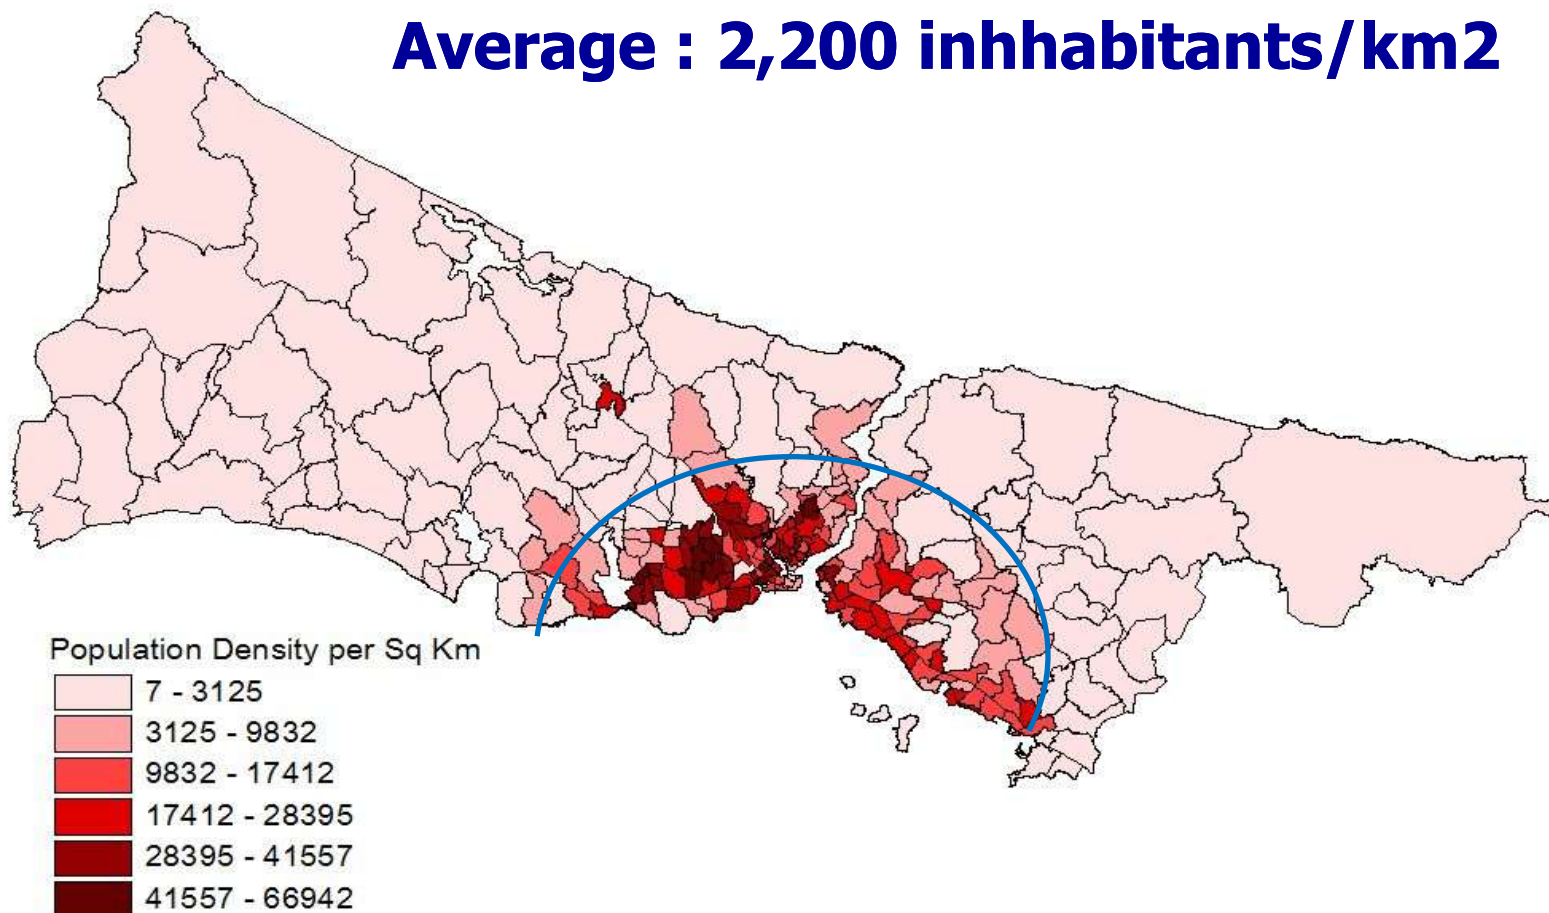 Average : 2,200 inhhabitants/km2
Population Density per Sq Km
7 - 3125
3125 - 9832
9832 - 17412
17412 - 28395
28395 - 41557
41557 - 66942